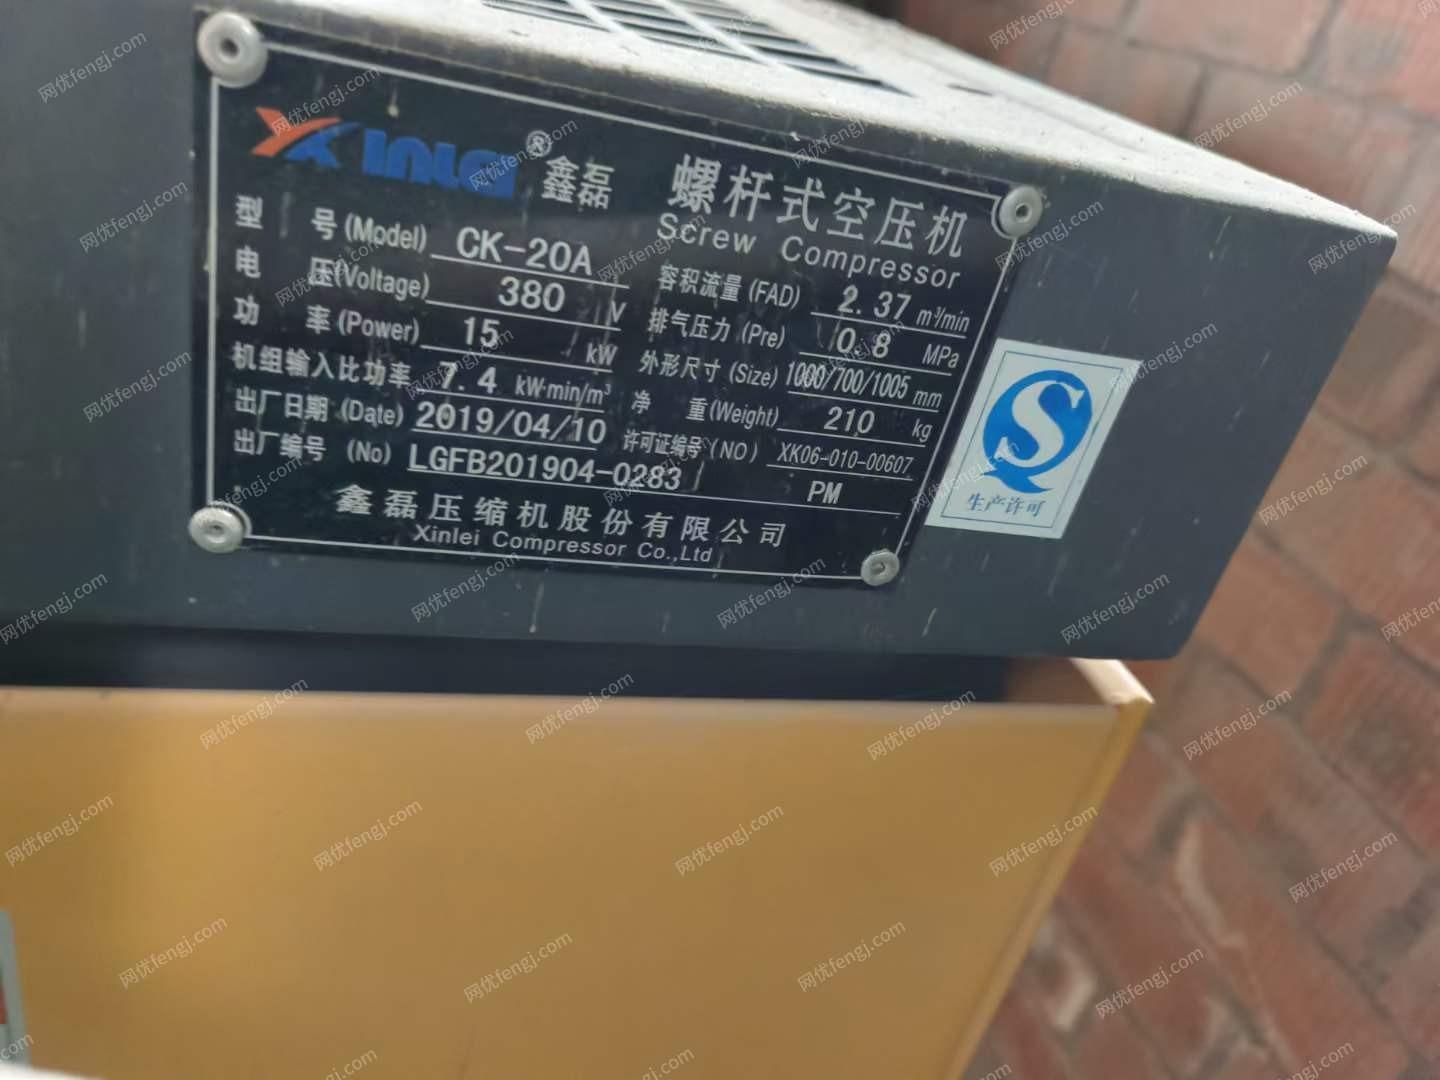 XINLEI® 鑫磊
螺杆式空压机
Screw Compressor
型 号(Model) CK-20A
电 压(Voltage) 380 V
功 率(Power) 15 kW
机组输入比功率 7.4 kW·min/m³
出厂日期 (Date) 2019/04/10
出厂编号 (No) LGFB201904-0283
容积流量 (FAD) 2.37 m³/min
排气压力 (Pre) 0.8 MPa
外形尺寸 (Size) 1000/700/1005 mm
净 重(Weight) 210 kg
许可证编号 (NO) XK06-010-00607
PM
鑫磊压缩机股份有限公司
Xinlei Compressor Co.,Ltd
生产许可
网优fengj.com